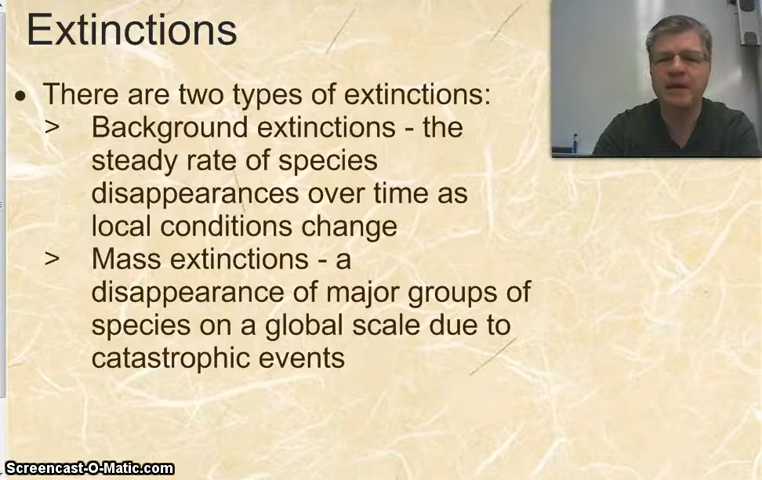 Extinctions
• There are two types of extinctions:
> Background extinctions - the
steady rate of species
disappearances over time as
local conditions change
> Mass extinctions - a
disappearance of major groups of
species on a global scale due to
catastrophic events
Screencast-O-Matic.com